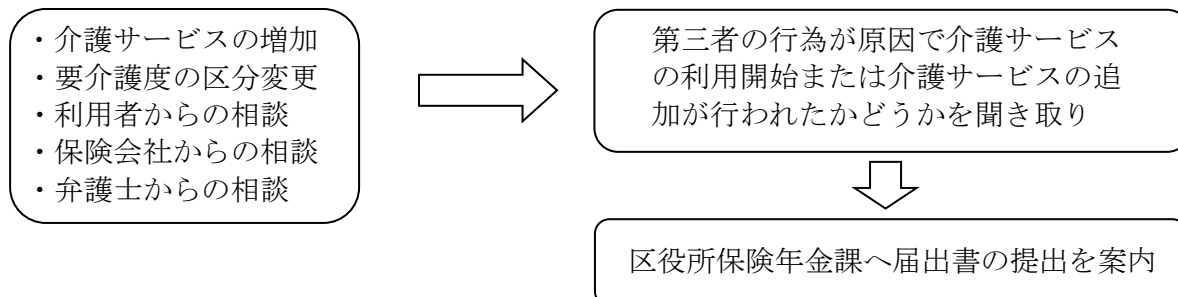 ・介護サービスの増加
・要介護度の区分変更
・利用者からの相談
・保険会社からの相談
・弁護士からの相談
第三者の行為が原因で介護サービス
の利用開始または介護サービスの追
加が行われたかどうかを聞き取り
区役所保険年金課へ届出書の提出を案内